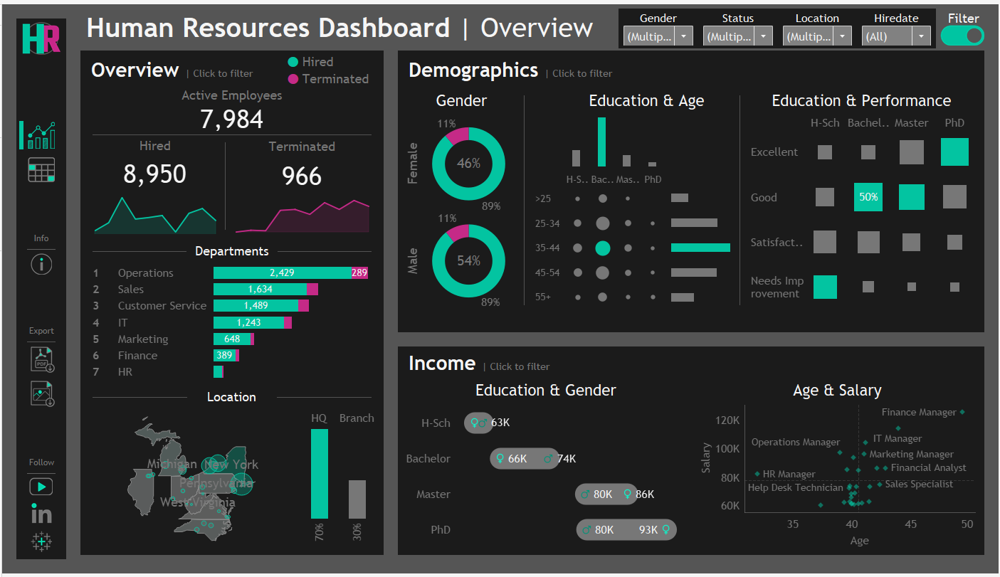 HR
Human Resources Dashboard | Overview
Gender
Status
Location
Hiredate
Filter
(Multip...
(Multip...
(Multip...
(All)
Overview | Click to filter
Hired
Terminated
Active Employees
7,984
Hired
8,950
Terminated
966
Departments
1 Operations 2,429 289
2 Sales 1,634
3 Customer Service 1,489
4 IT 1,243
5 Marketing 648
6 Finance 389
7 HR
Location
Michigan
New York
Pennsylvania
West Virginia
HQ
Branch
70%
30%
Info
i
Export
PDF
Follow
in
Demographics | Click to filter
Gender
Female
11%
46%
89%
Male
11%
54%
89%
Education & Age
H-S.. Bac.. Mas.. PhD
>25
25-34
35-44
45-54
55+
Education & Performance
H-Sch Bachel.. Master PhD
Excellent
Good 50%
Satisfact..
Needs Imp
rovement
Income | Click to filter
Education & Gender
H-Sch 63K
Bachelor 66K 74K
Master 80K 86K
PhD 80K 93K
Age & Salary
Salary
120K
100K
80K
60K
Finance Manager
IT Manager
Operations Manager
Marketing Manager
Financial Analyst
HR Manager
Sales Specialist
Help Desk Technician
35 40 45 50
Age